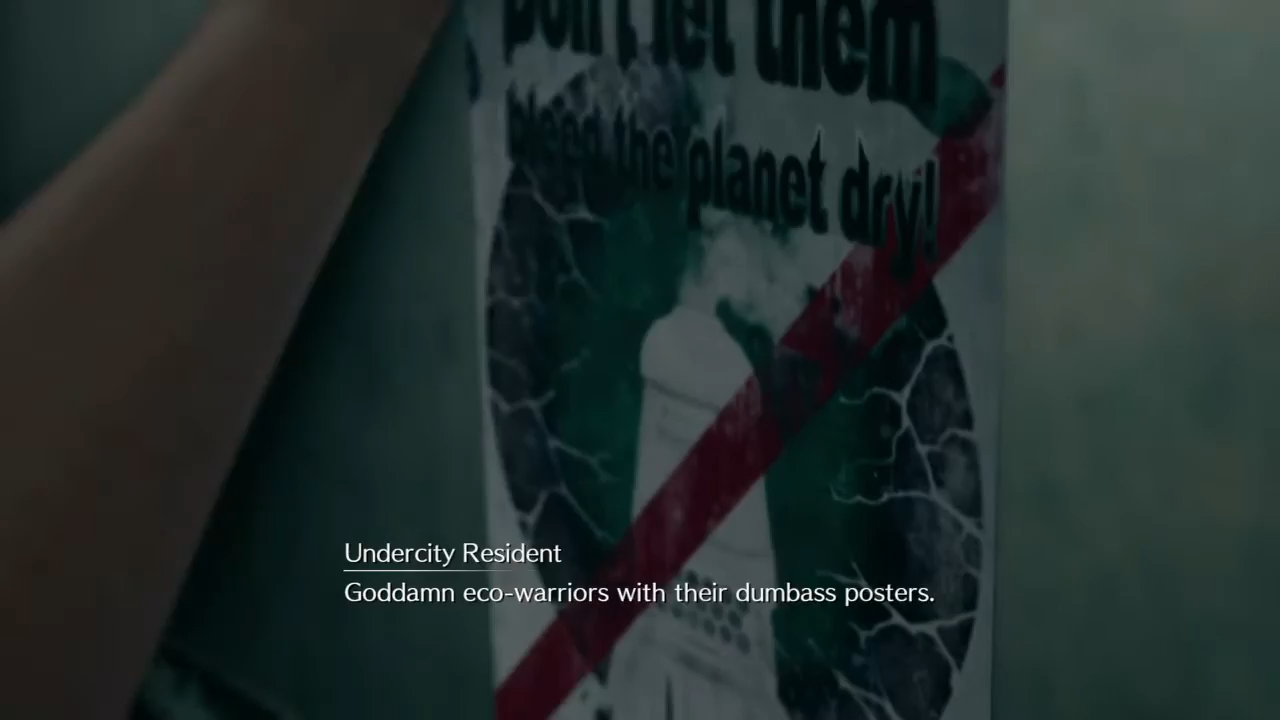 Don't let them
bleed the planet dry!
Undercity Resident
Goddamn eco-warriors with their dumbass posters.